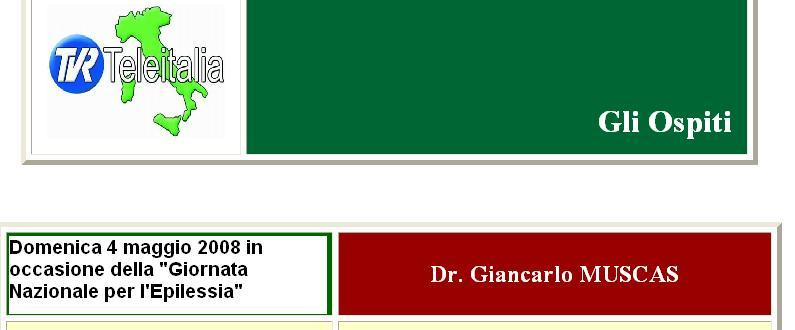 TVR Teleitalia
Gli Ospiti
Domenica 4 maggio 2008 in
occasione della "Giornata
Nazionale per l'Epilessia"
Dr. Giancarlo MUSCAS